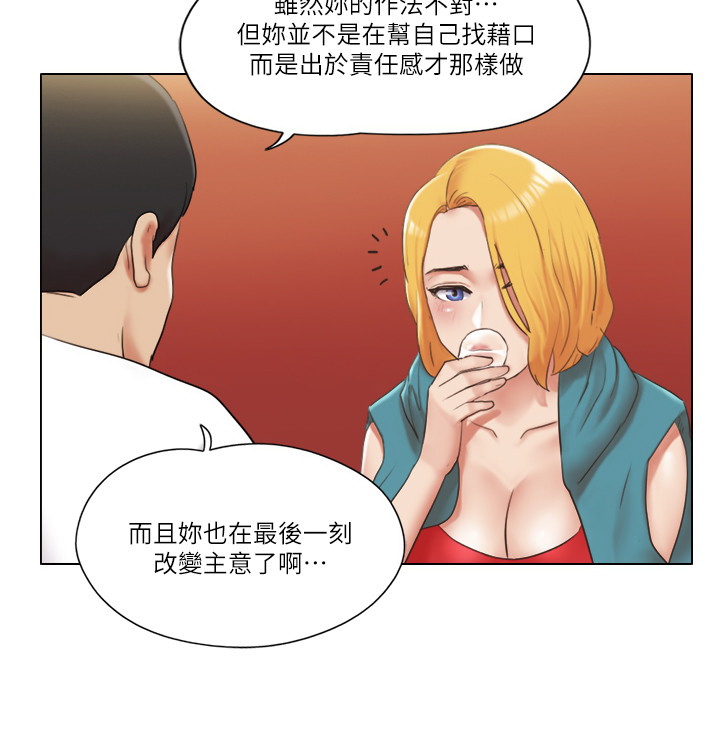 雖然妳的作法不對…
但妳並不是在幫自己找藉口
而是出於責任感才那樣做
而且妳也在最後一刻
改變主意了啊…